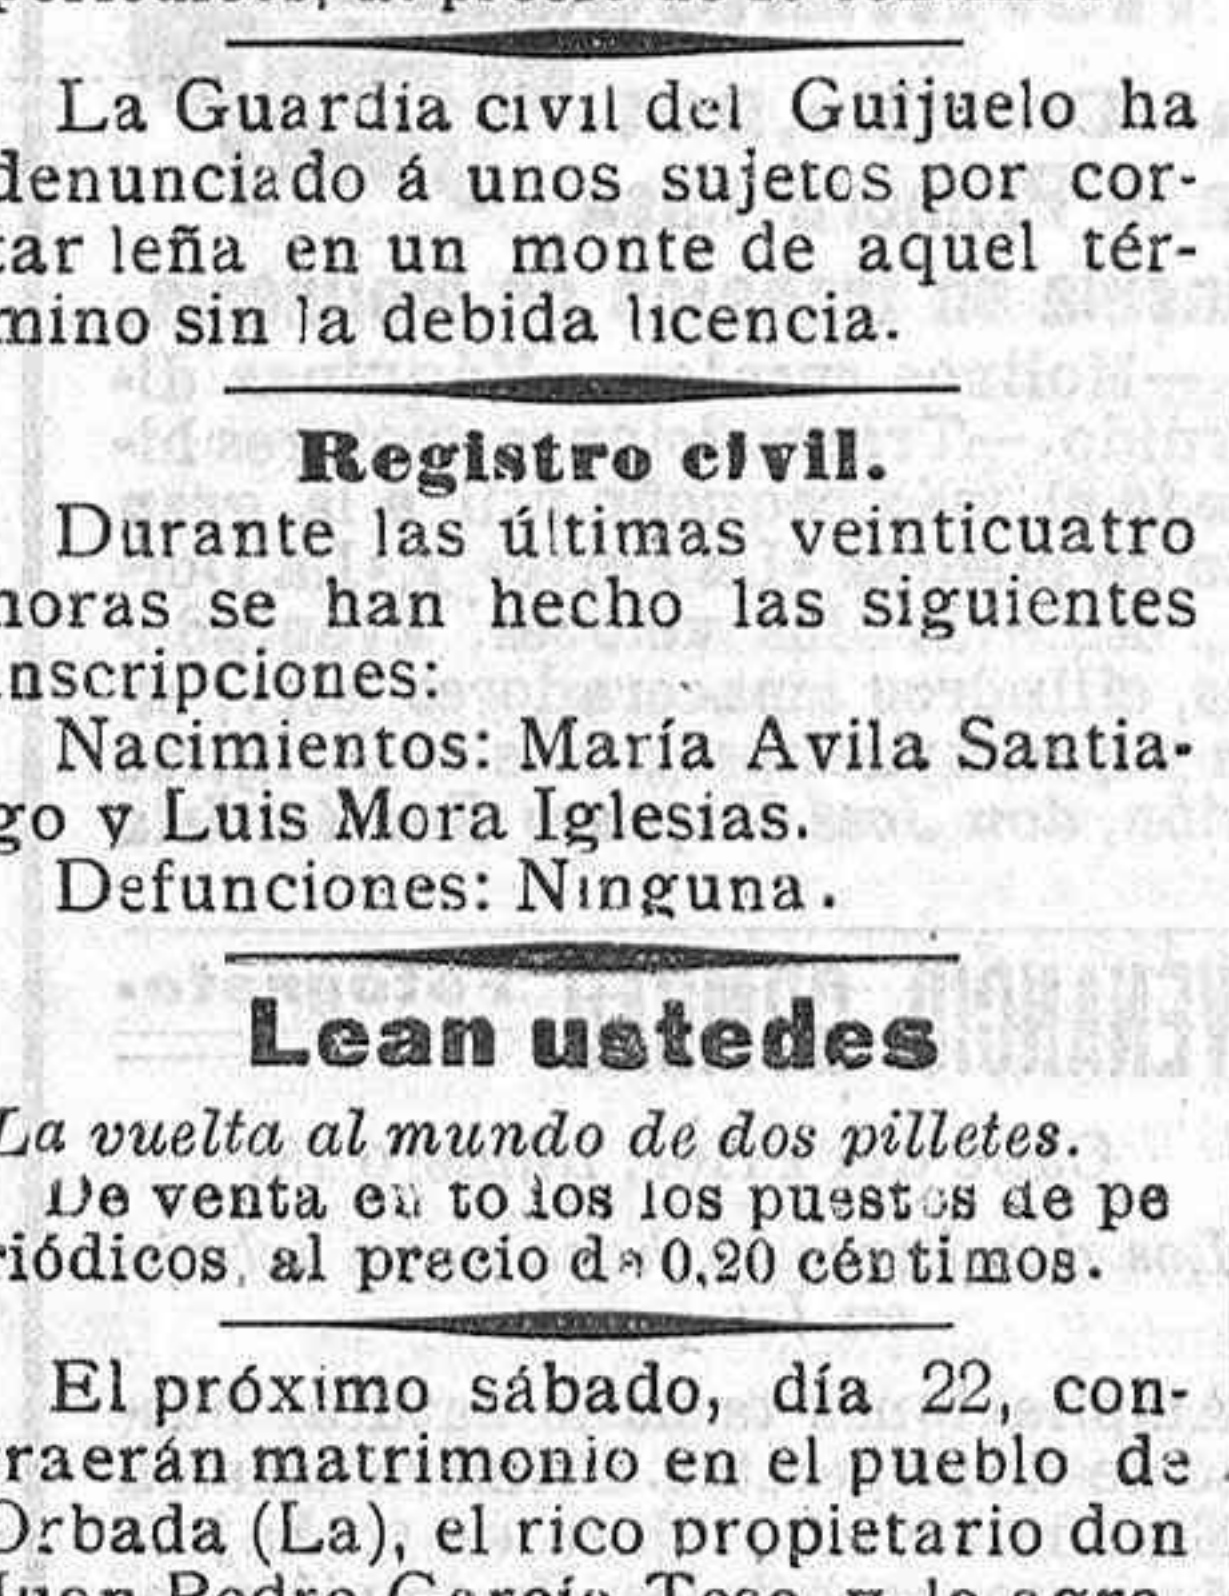 La Guardia civil del Guijuelo ha
denunciado á unos sujetos por cor-
tar leña en un monte de aquel tér-
mino sin la debida licencia.
Registro civil.
Durante las últimas veinticuatro
horas se han hecho las siguientes
inscripciones:
Nacimientos: María Avila Santia-
go y Luis Mora Iglesias.
Defunciones: Ninguna.
Lean ustedes
La vuelta al mundo de dos pilletes.
De venta en todos los puestos de pe
riódicos, al precio de 0,20 céntimos.
El próximo sábado, día 22, con-
traerán matrimonio en el pueblo de
Orbada (La), el rico propietario don
Juan Pedro García